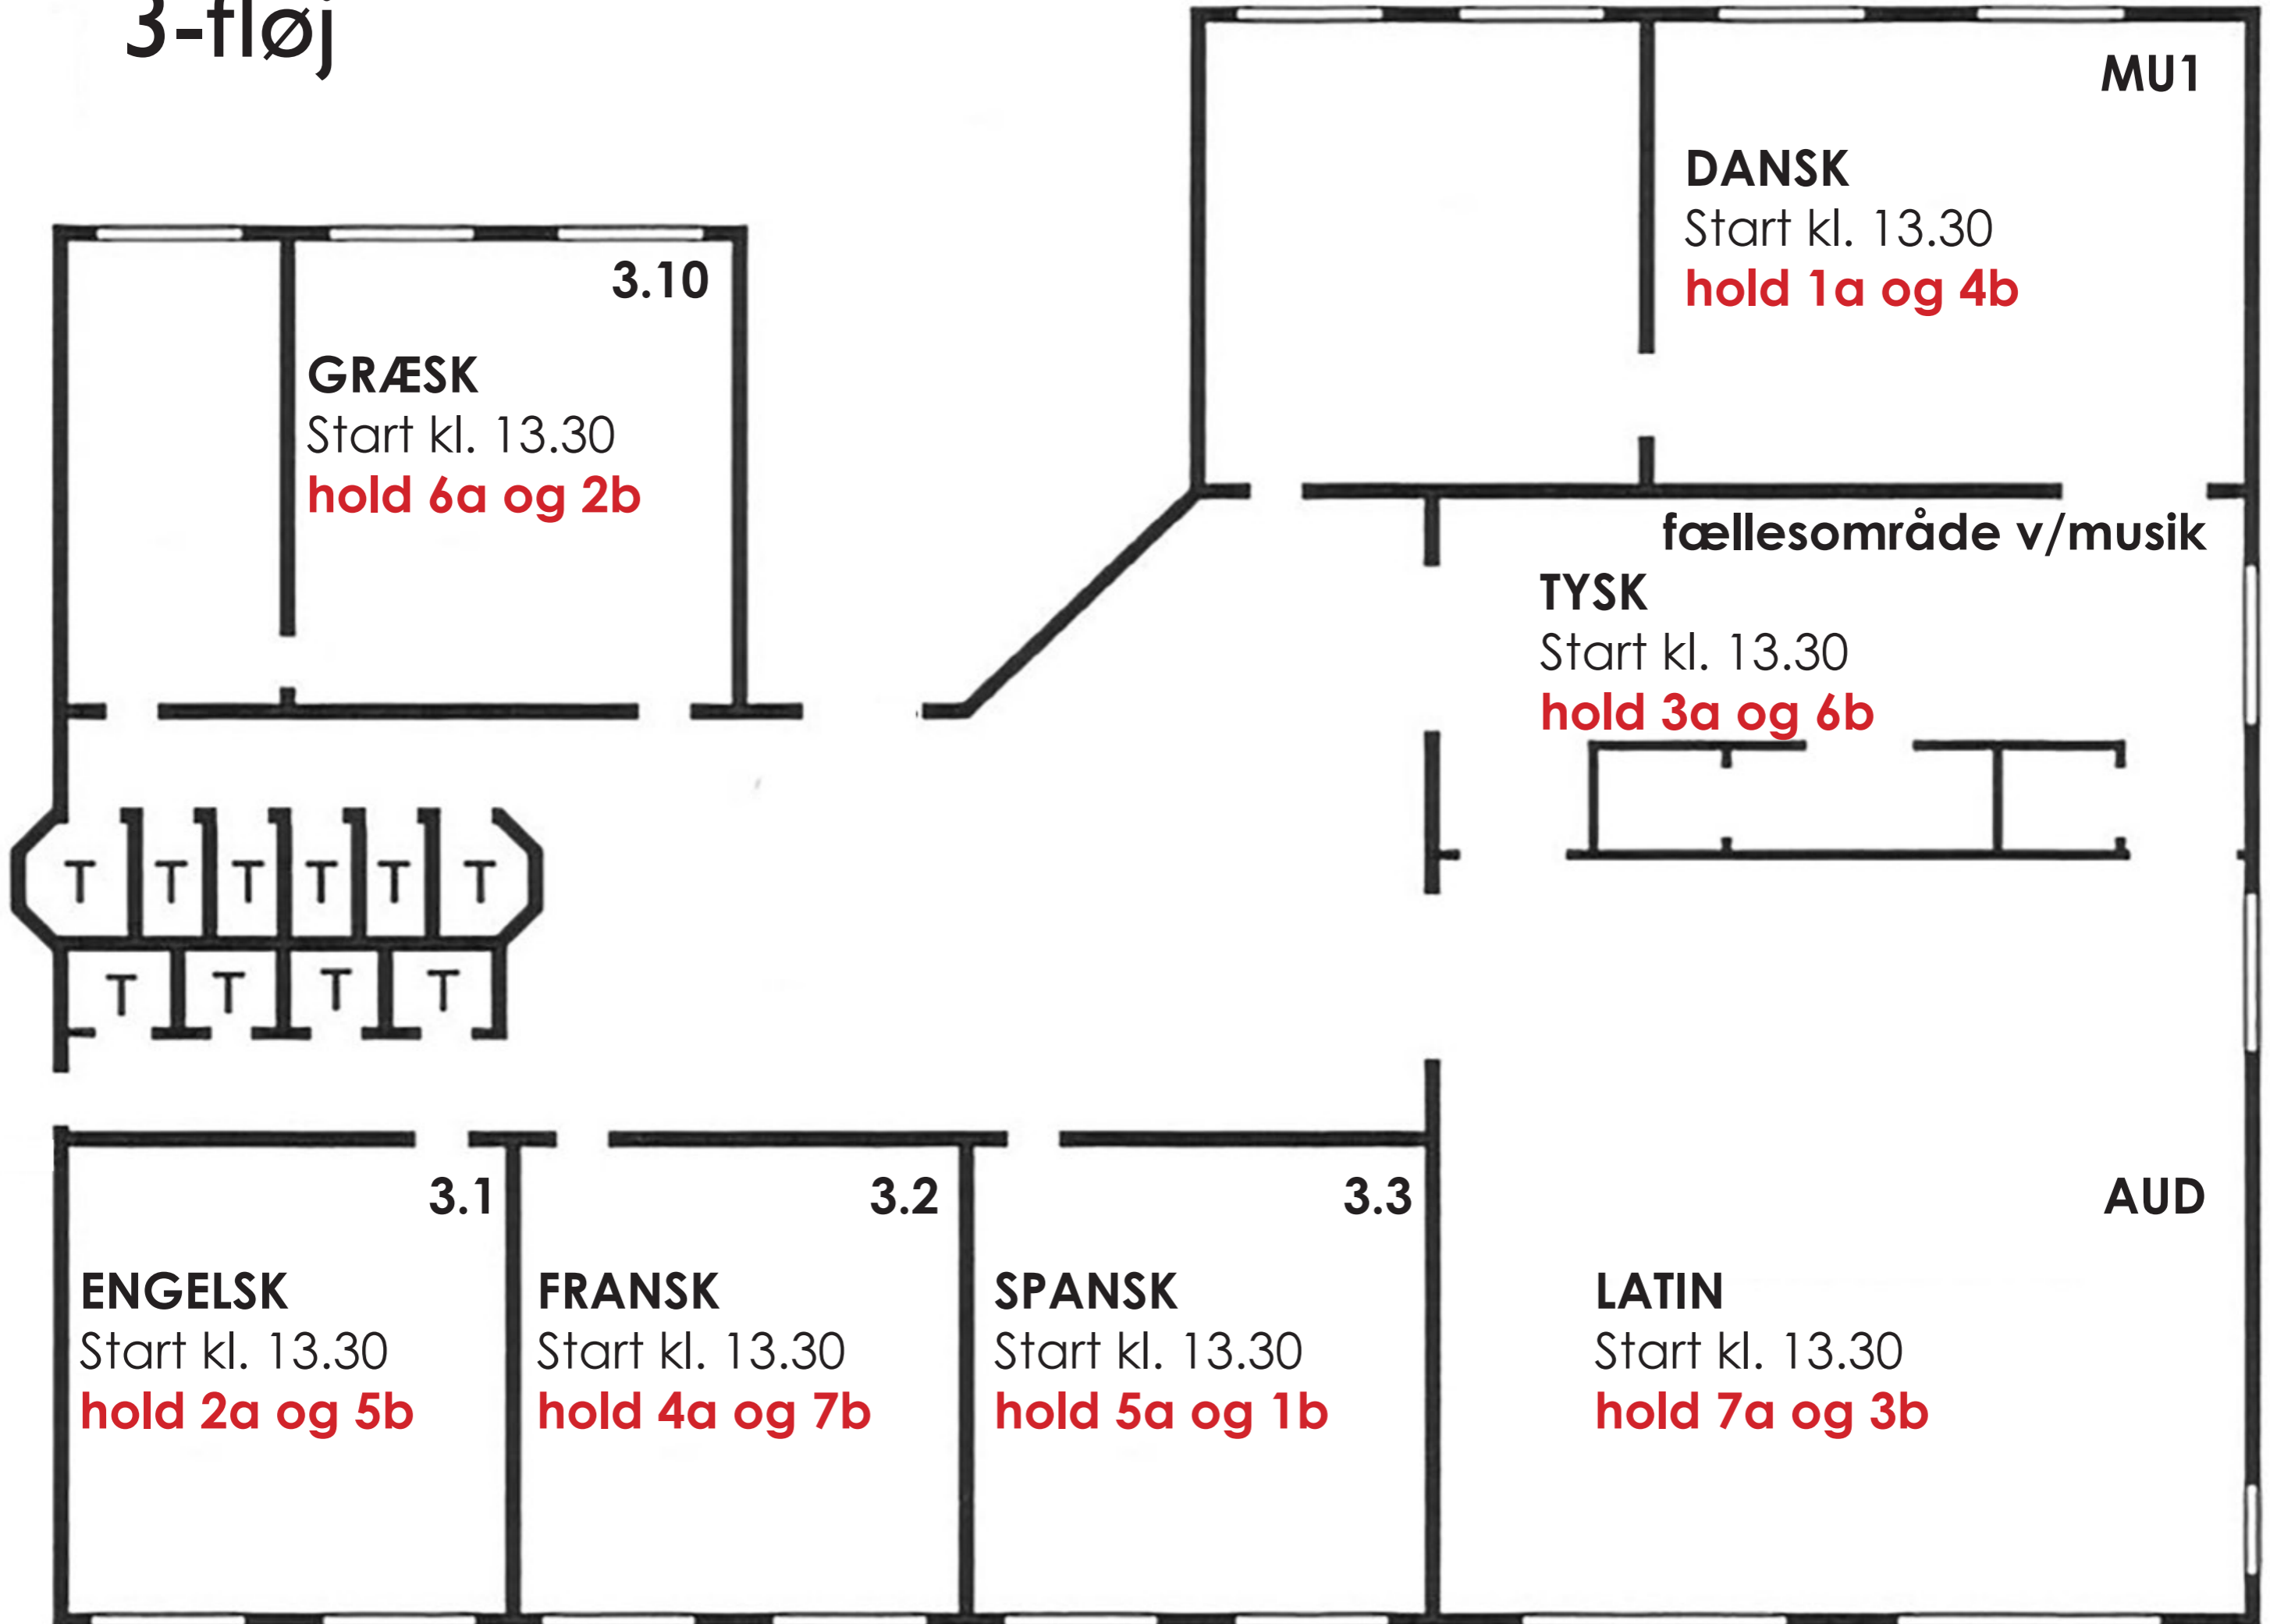 3-fløj
MU1
DANSK
Start kl. 13.30
hold 1a og 4b
3.10
GRÆSK
Start kl. 13.30
hold 6a og 2b
fællesområde v/musik
TYSK
Start kl. 13.30
hold 3a og 6b
T T T T T T
T T T T
3.1
ENGELSK
Start kl. 13.30
hold 2a og 5b
3.2
FRANSK
Start kl. 13.30
hold 4a og 7b
3.3
SPANSK
Start kl. 13.30
hold 5a og 1b
AUD
LATIN
Start kl. 13.30
hold 7a og 3b